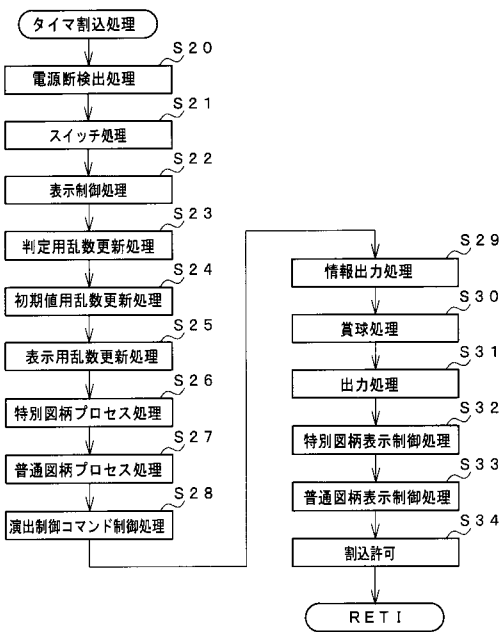 タイマ割込処理
S20
電源断検出処理
S21
スイッチ処理
S22
表示制御処理
S23
判定用乱数更新処理
S24
初期値用乱数更新処理
S25
表示用乱数更新処理
S26
特別図柄プロセス処理
S27
普通図柄プロセス処理
S28
演出制御コマンド制御処理
S29
情報出力処理
S30
賞球処理
S31
出力処理
S32
特別図柄表示制御処理
S33
普通図柄表示制御処理
S34
割込許可
RETI